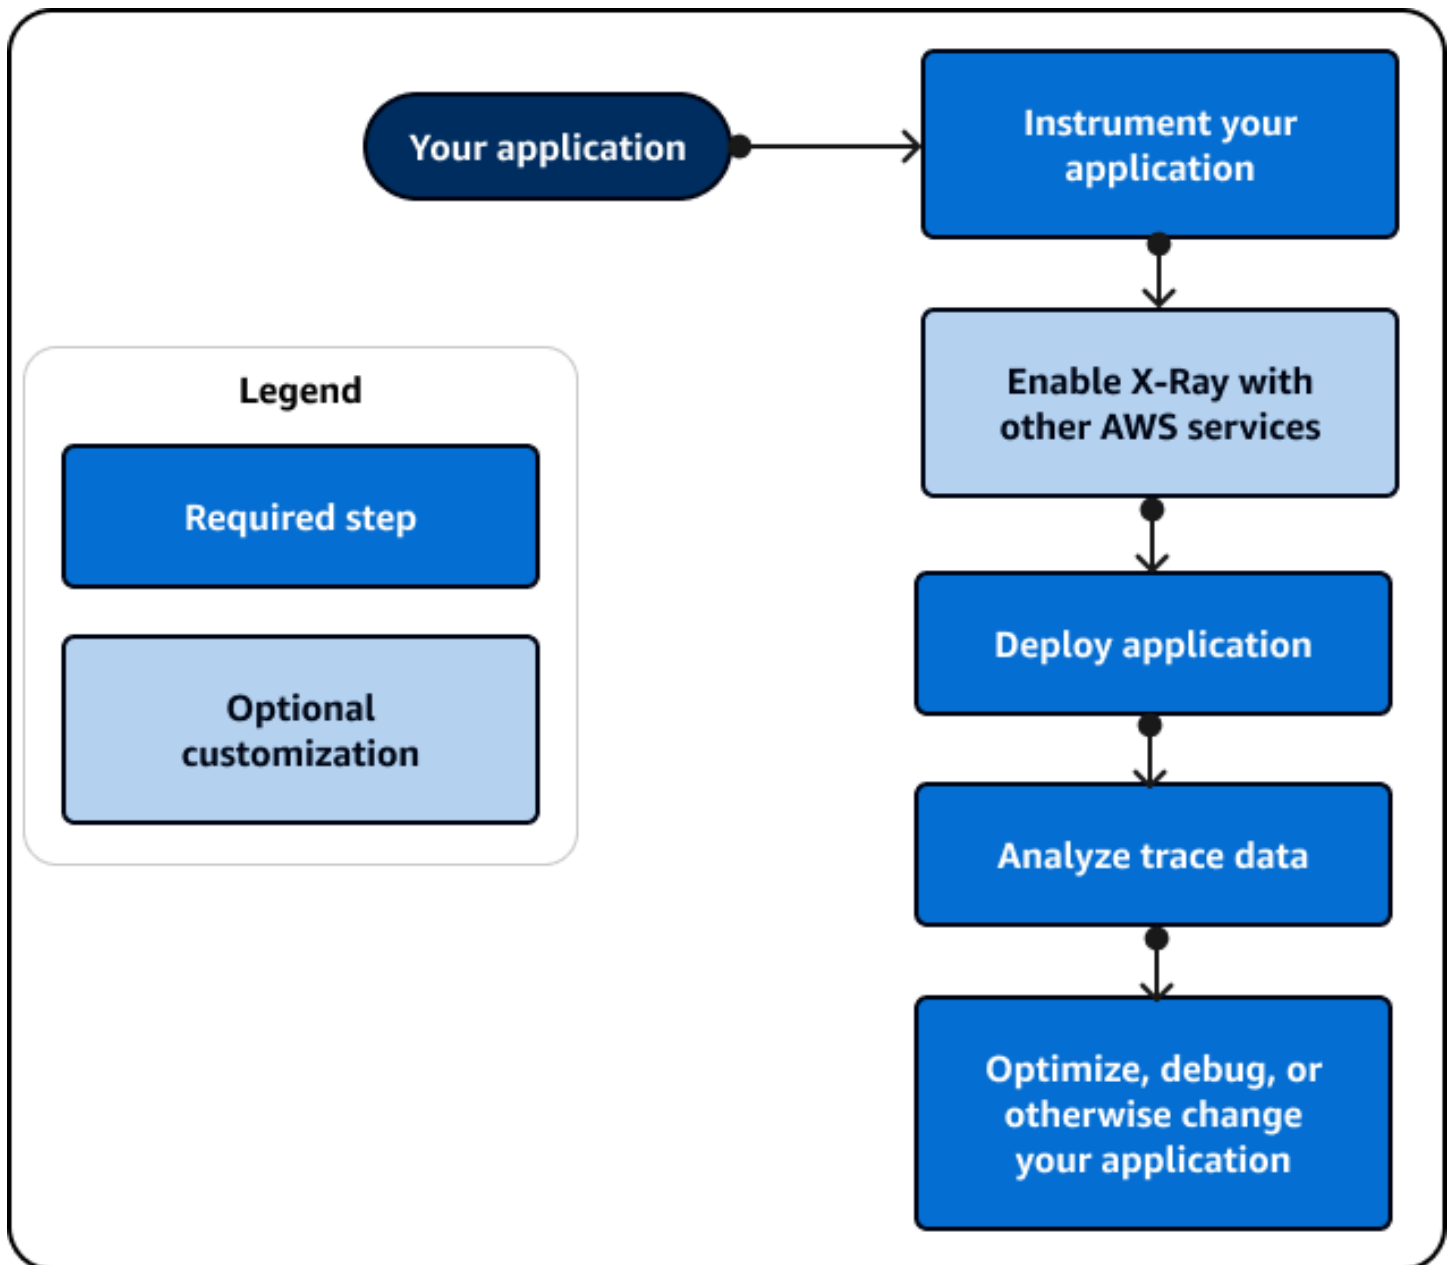 Your application
Instrument your
application
Enable X-Ray with
other AWS services
Legend
Required step
Optional
customization
Deploy application
Analyze trace data
Optimize, debug, or
otherwise change
your application